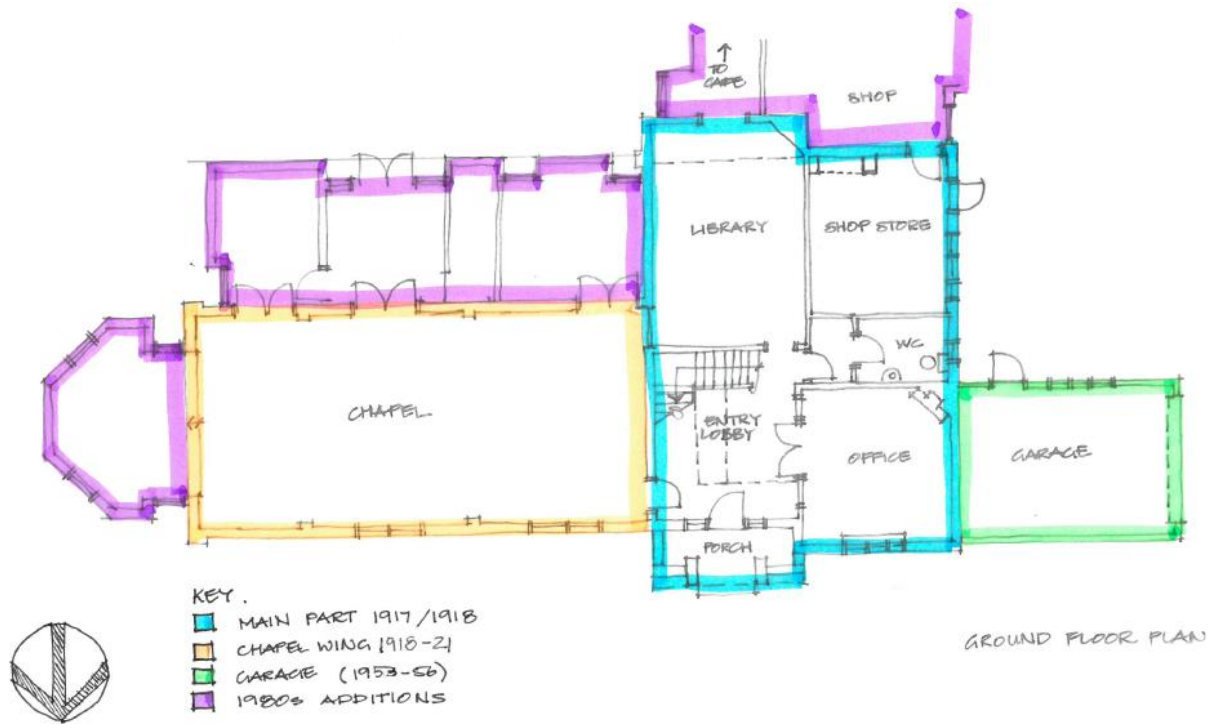 TO
CAFE
SHOP
LIBRARY
SHOP STORE
WC
CHAPEL
ENTRY
LOBBY
OFFICE
GARAGE
PORCH
KEY.
MAIN PART 1917/1918
CHAPEL WING 1918-21
GARAGE (1953-56)
1980s ADDITIONS
GROUND FLOOR PLAN